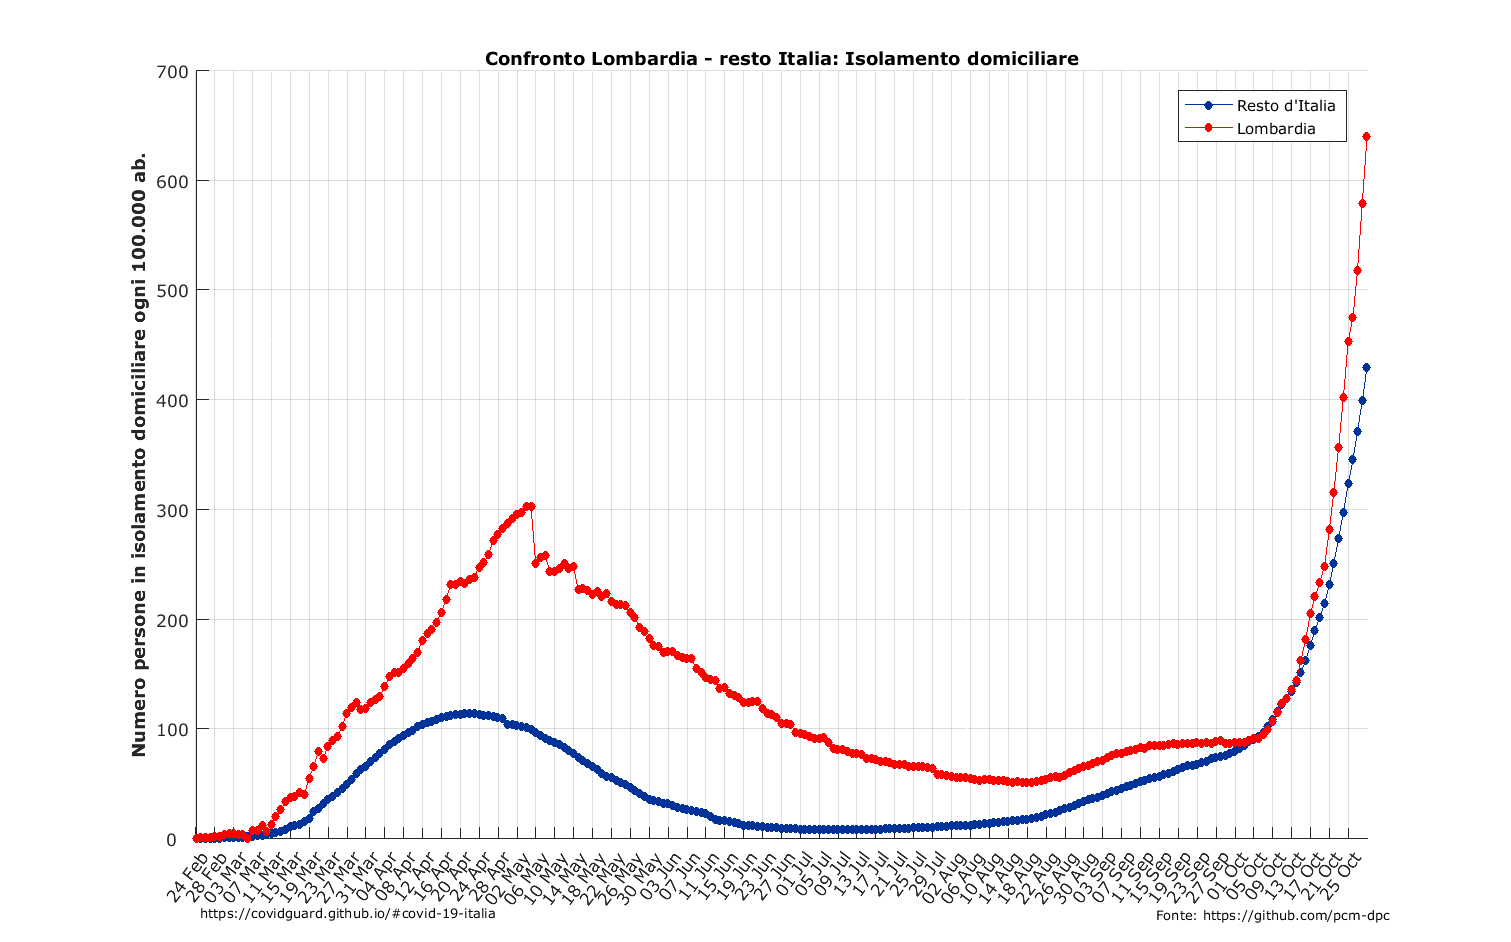 Confronto Lombardia - resto Italia: Isolamento domiciliare
Numero persone in isolamento domiciliare ogni 100.000 ab.
700
600
500
400
300
200
100
0
Resto d'Italia
Lombardia
24 Feb
28 Feb
03 Mar
07 Mar
11 Mar
15 Mar
19 Mar
23 Mar
27 Mar
31 Mar
04 Apr
08 Apr
12 Apr
16 Apr
20 Apr
24 Apr
28 Apr
02 May
06 May
10 May
14 May
18 May
22 May
26 May
30 May
03 Jun
07 Jun
11 Jun
15 Jun
19 Jun
23 Jun
27 Jun
01 Jul
05 Jul
09 Jul
13 Jul
17 Jul
21 Jul
25 Jul
29 Jul
02 Aug
06 Aug
10 Aug
14 Aug
18 Aug
22 Aug
26 Aug
30 Aug
03 Sep
07 Sep
11 Sep
15 Sep
19 Sep
23 Sep
27 Sep
01 Oct
05 Oct
09 Oct
13 Oct
17 Oct
21 Oct
25 Oct
https://covidguard.github.io/#covid-19-italia
Fonte: https://github.com/pcm-dpc